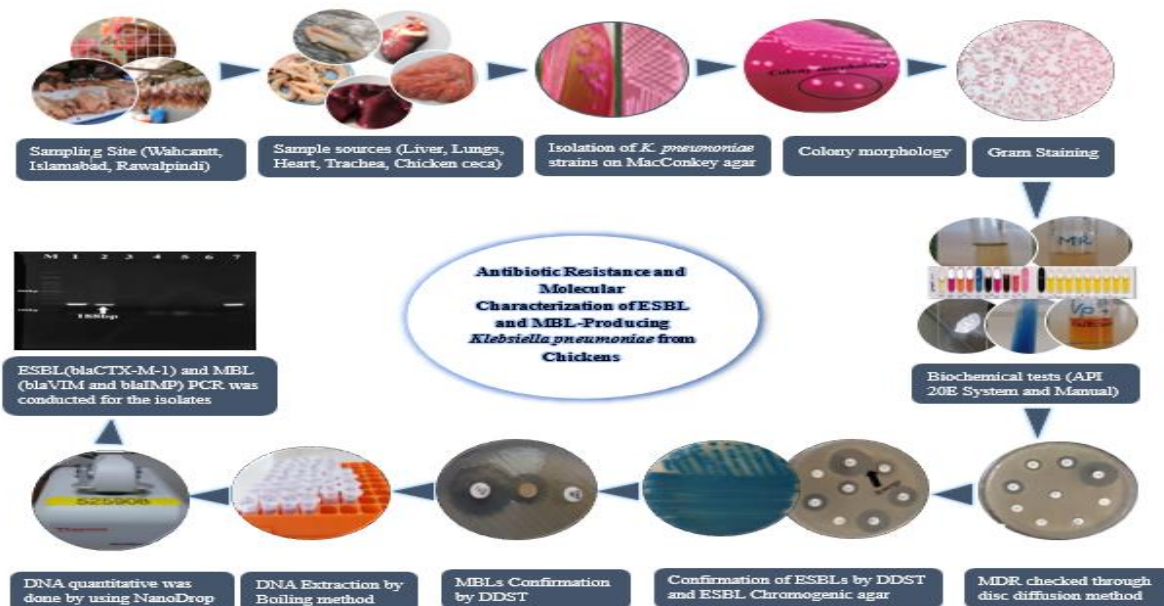 Sampling Site (Wahcantt,
Islamabad, Rawalpindi)
Sample sources (Liver, Lungs,
Heart, Trachea, Chicken ceca)
Isolation of K. pneumoniae
strains on MacConkey agar
Colony morphology
Colony morphology
Gram Staining
MR
Vp
Biochemical tests (API
20E System and Manual)
MDR checked through
disc diffusion method
Confirmation of ESBLs by DDST
and ESBL Chromogenic agar
MBLs Confirmation
by DDST
DNA Extraction by
Boiling method
525908
Thermo
DNA quantitative was
done by using NanoDrop
M 1 2 3 4 5 6 7
188bp
ESBL(blaCTX-M-1) and MBL
(blaVIM and blaIMP) PCR was
conducted for the isolates
Antibiotic Resistance and
Molecular
Characterization of ESBL
and MBL-Producing
Klebsiella pneumoniae from
Chickens